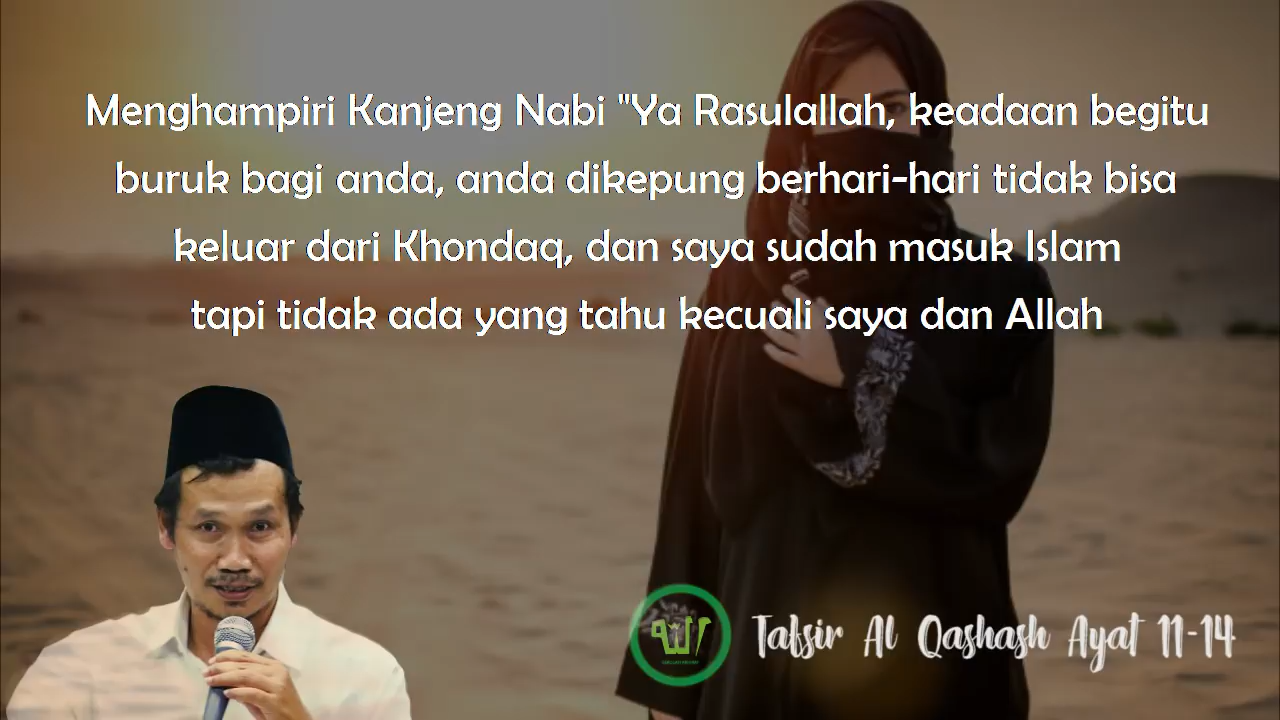 Menghampiri Kanjeng Nabi "Ya Rasulallah, keadaan begitu
buruk bagi anda, anda dikepung berhari-hari tidak bisa
keluar dari Khondaq, dan saya sudah masuk Islam
tapi tidak ada yang tahu kecuali saya dan Allah
Tafsir Al Qashash Ayat 11-14